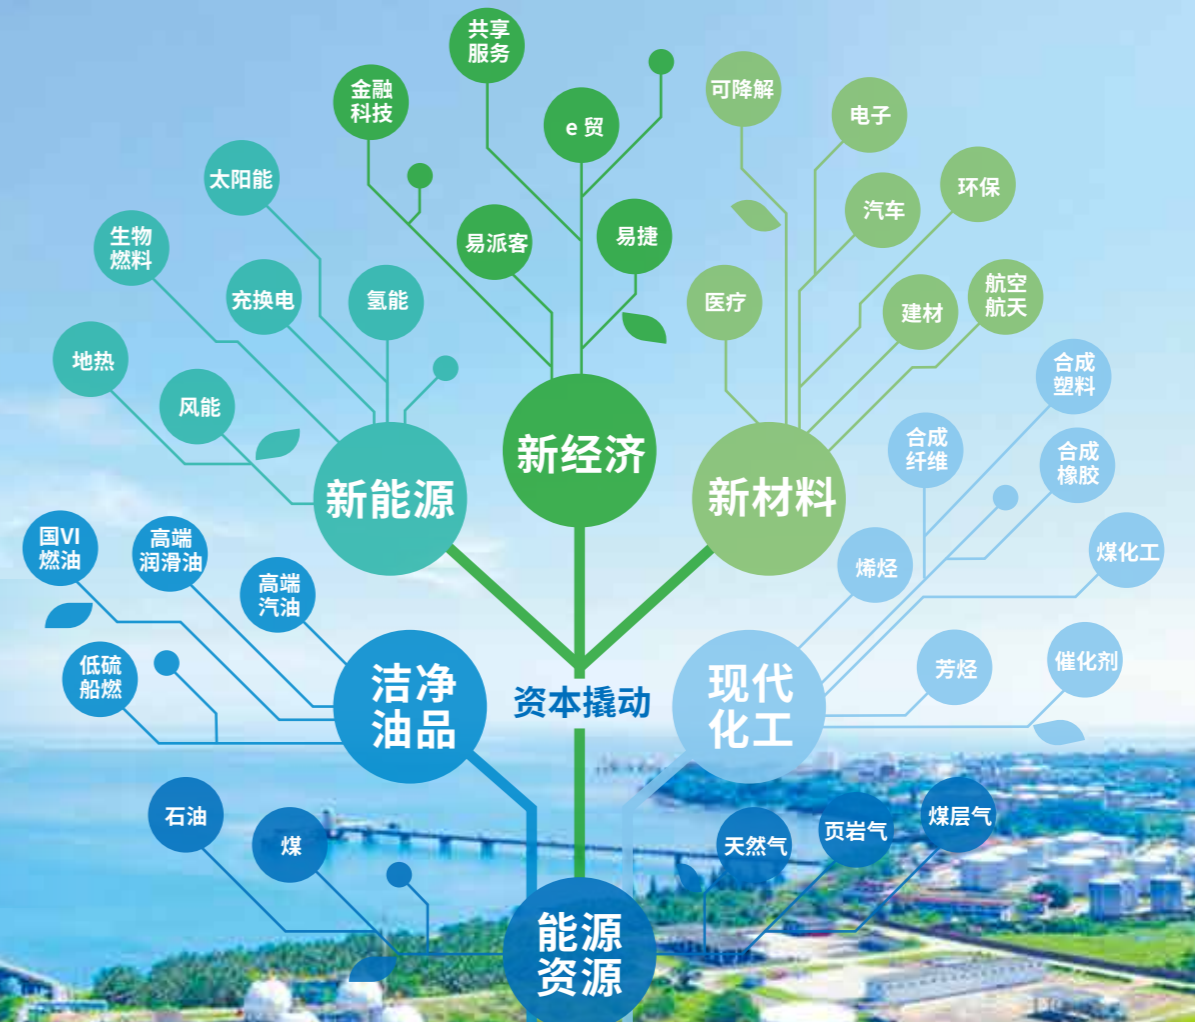 共享
服务
金融
科技
e 贸
可降解
电子
太阳能
生物
燃料
易派客
易捷
汽车
环保
充换电
氢能
医疗
建材
航空
航天
地热
风能
新能源
新经济
新材料
合成
塑料
合成
纤维
合成
橡胶
国VI
燃油
高端
润滑油
高端
汽油
烯烃
煤化工
低硫
船燃
洁净
油品
资本撬动
现代
化工
芳烃
催化剂
石油
煤
天然气
页岩气
煤层气
能源
资源